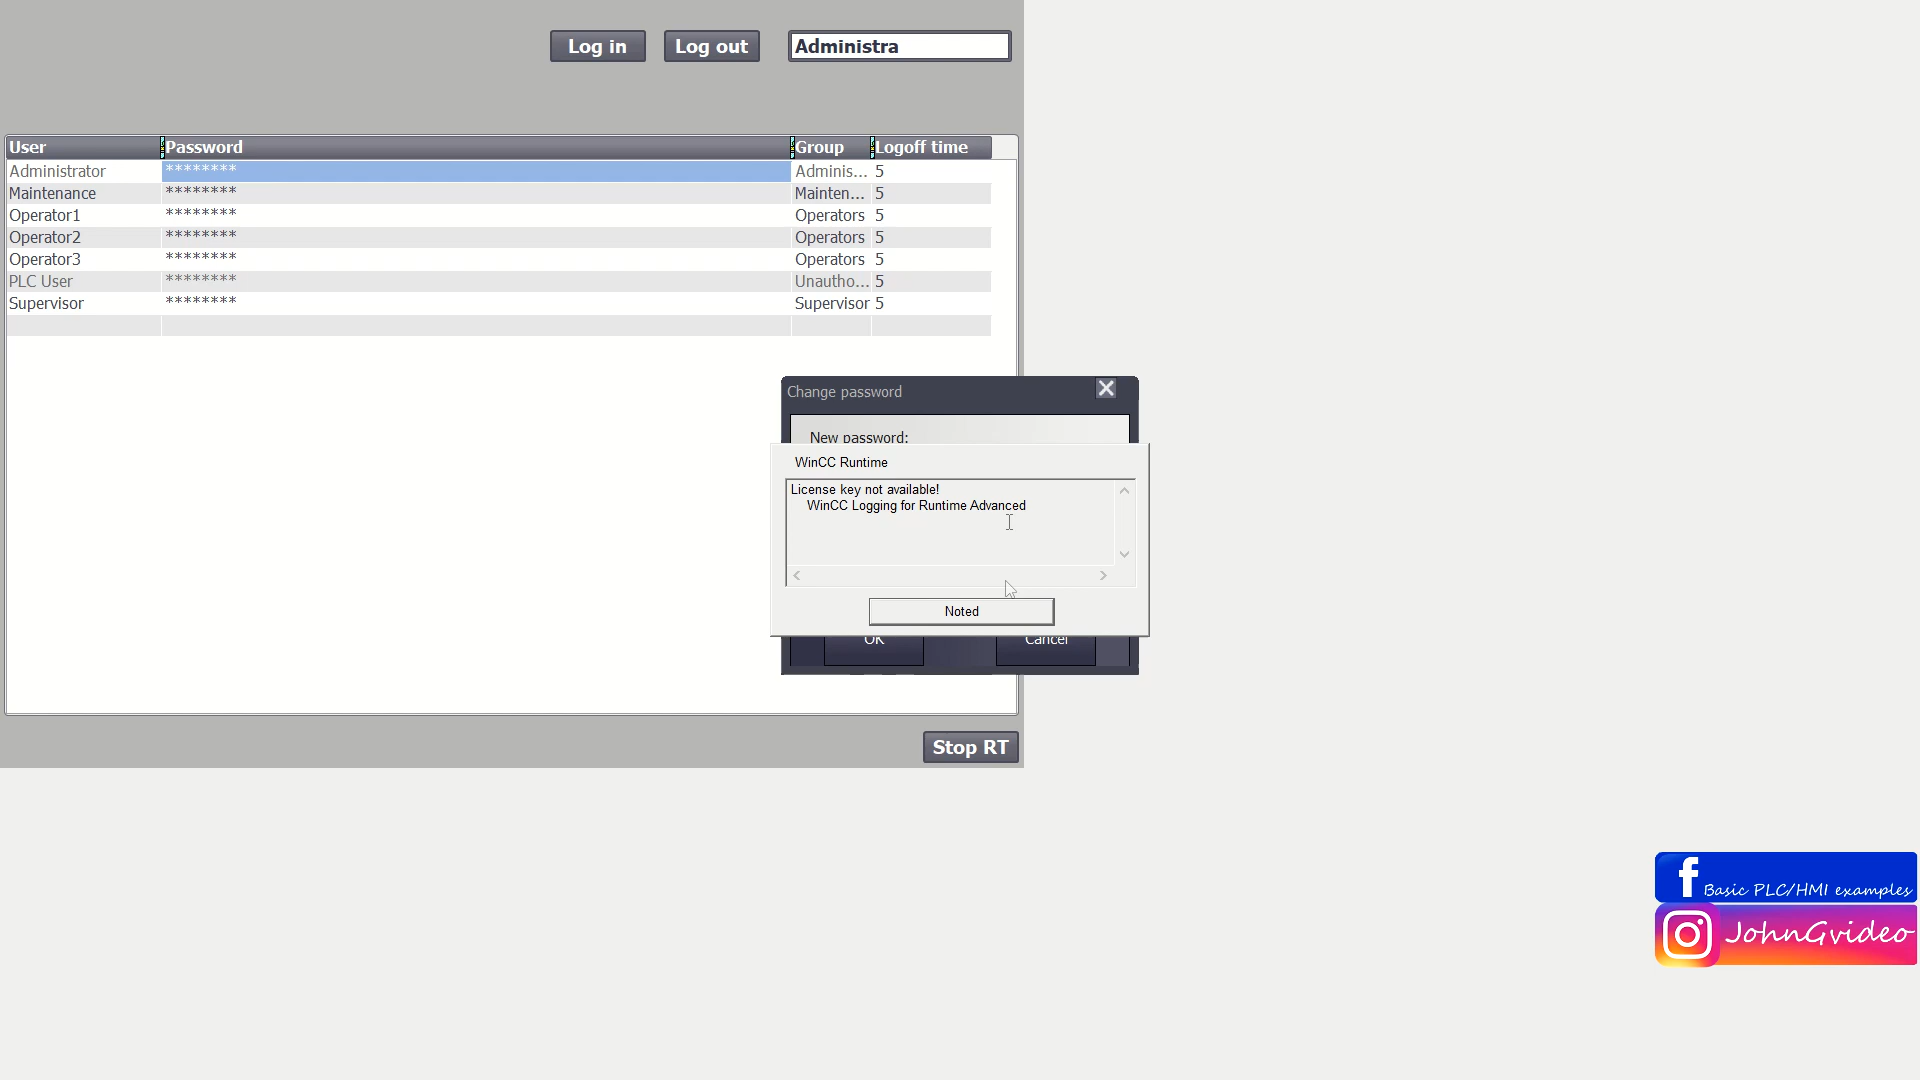 Log in Log out Administra
User Password Group Logoff time
Administrator ******** Adminis... 5
Maintenance ******** Mainten... 5
Operator1 ******** Operators 5
Operator2 ******** Operators 5
Operator3 ******** Operators 5
PLC User ******** Unautho... 5
Supervisor ******** Supervisor 5
Change password
New password:
WinCC Runtime
License key not available!
WinCC Logging for Runtime Advanced
Noted
OK Cancel
Stop RT
f Basic PLC/HMI examples
JohnGvideo